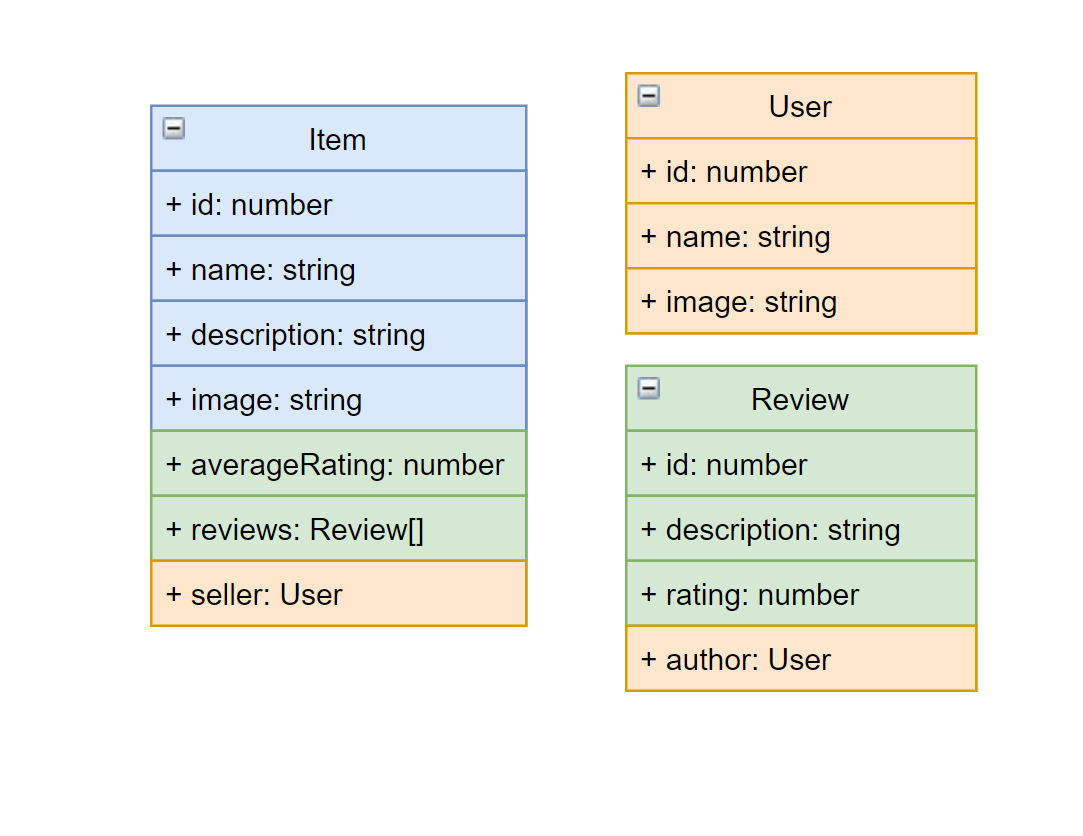 Item
+ id: number
+ name: string
+ description: string
+ image: string
+ averageRating: number
+ reviews: Review[]
+ seller: User
User
+ id: number
+ name: string
+ image: string
Review
+ id: number
+ description: string
+ rating: number
+ author: User